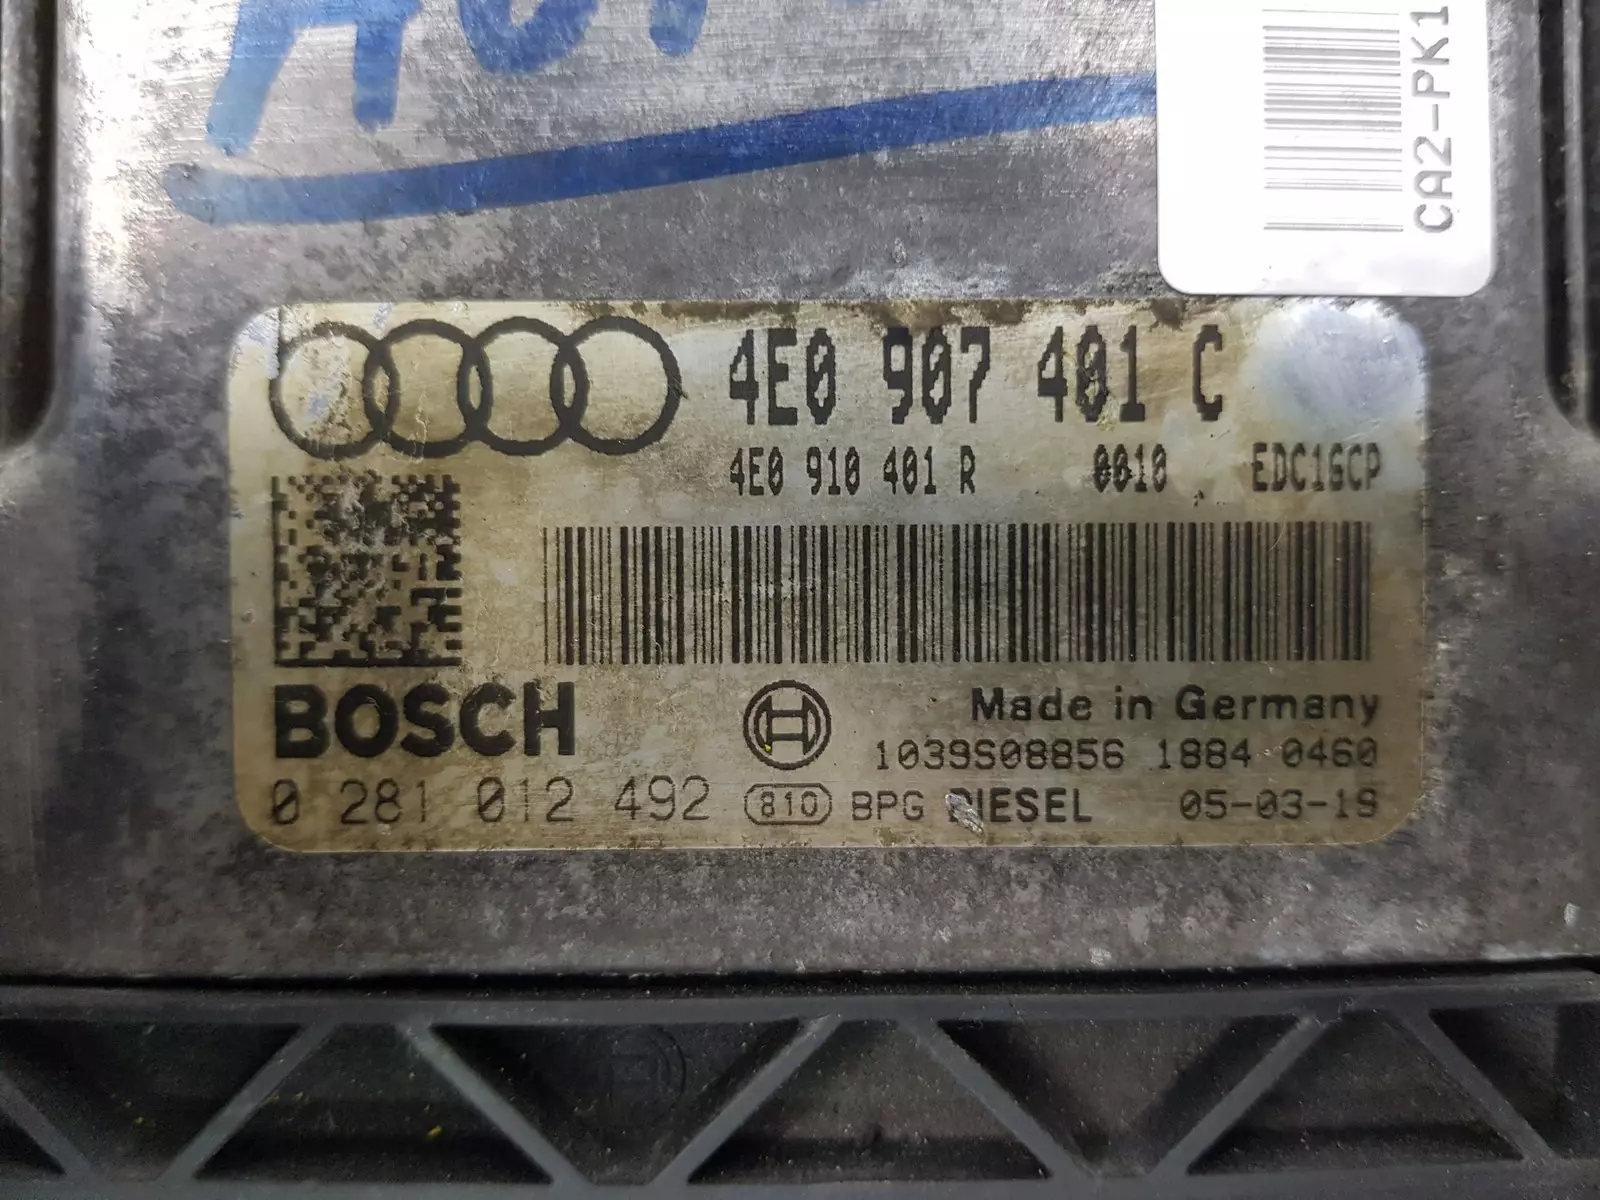 CA2-PK1
4E0 907 401 C
4E0 910 401 R 0010 EDC16CP
BOSCH
Made in Germany
1039S08856 1884 0460
0 281 012 492 810 BPG DIESEL 05-03-19